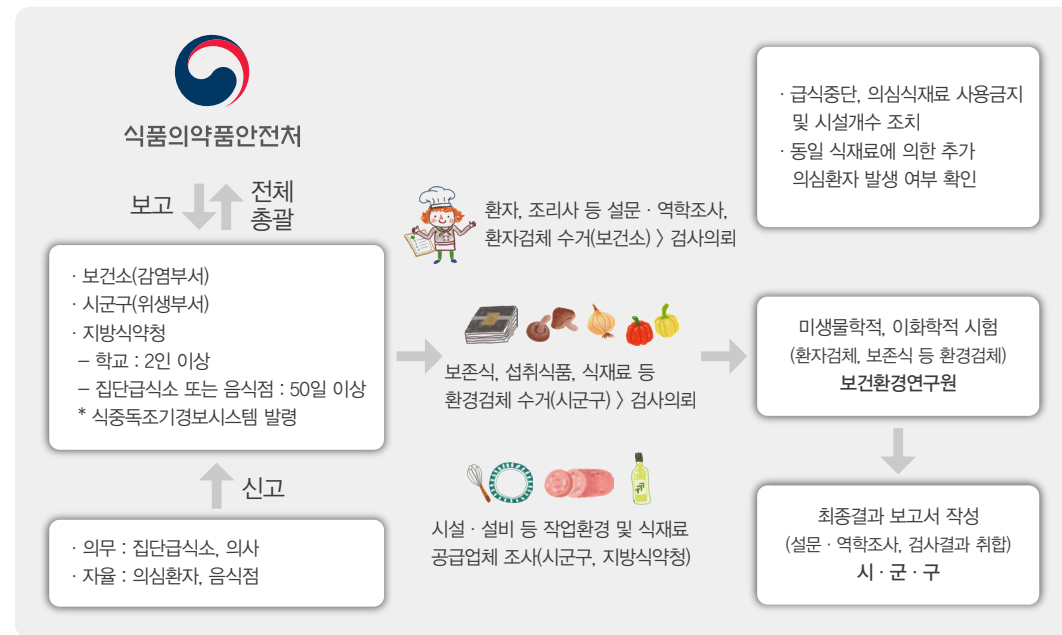 식품의약품안전처
보고
전체
총괄
· 보건소(감염부서)
· 시군구(위생부서)
· 지방식약청
– 학교 : 2인 이상
– 집단급식소 또는 음식점 : 50일 이상
* 식중독조기경보시스템 발령
신고
· 의무 : 집단급식소, 의사
· 자율 : 의심환자, 음식점
환자, 조리사 등 설문 · 역학조사,
환자검체 수거(보건소) 〉 검사의뢰
보존식, 섭취식품, 식재료 등
환경검체 수거(시군구) 〉 검사의뢰
시설 · 설비 등 작업환경 및 식재료
공급업체 조사(시군구, 지방식약청)
· 급식중단, 의심식재료 사용금지
및 시설개수 조치
· 동일 식재료에 의한 추가
의심환자 발생 여부 확인
미생물학적, 이화학적 시험
(환자검체, 보존식 등 환경검체)
보건환경연구원
최종결과 보고서 작성
(설문 · 역학조사, 검사결과 취합)
시 · 군 · 구